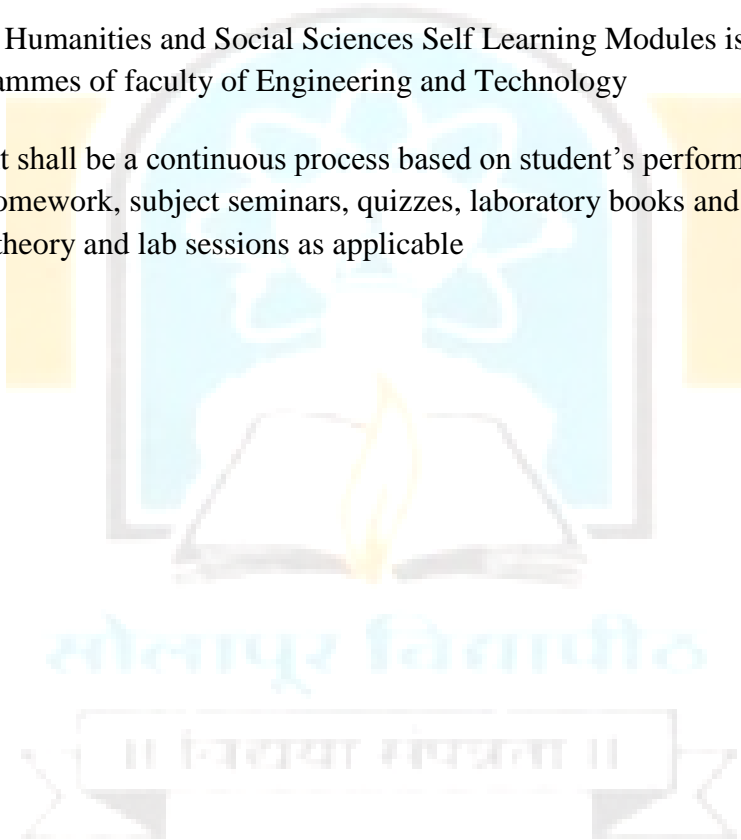 Humanities and Social Sciences Self Learning Modules is
ammes of faculty of Engineering and Technology
t shall be a continuous process based on student’s perform
omework, subject seminars, quizzes, laboratory books and
theory and lab sessions as applicable
सोलापूर विद्यापीठ
॥ विद्यया संपन्नता ॥